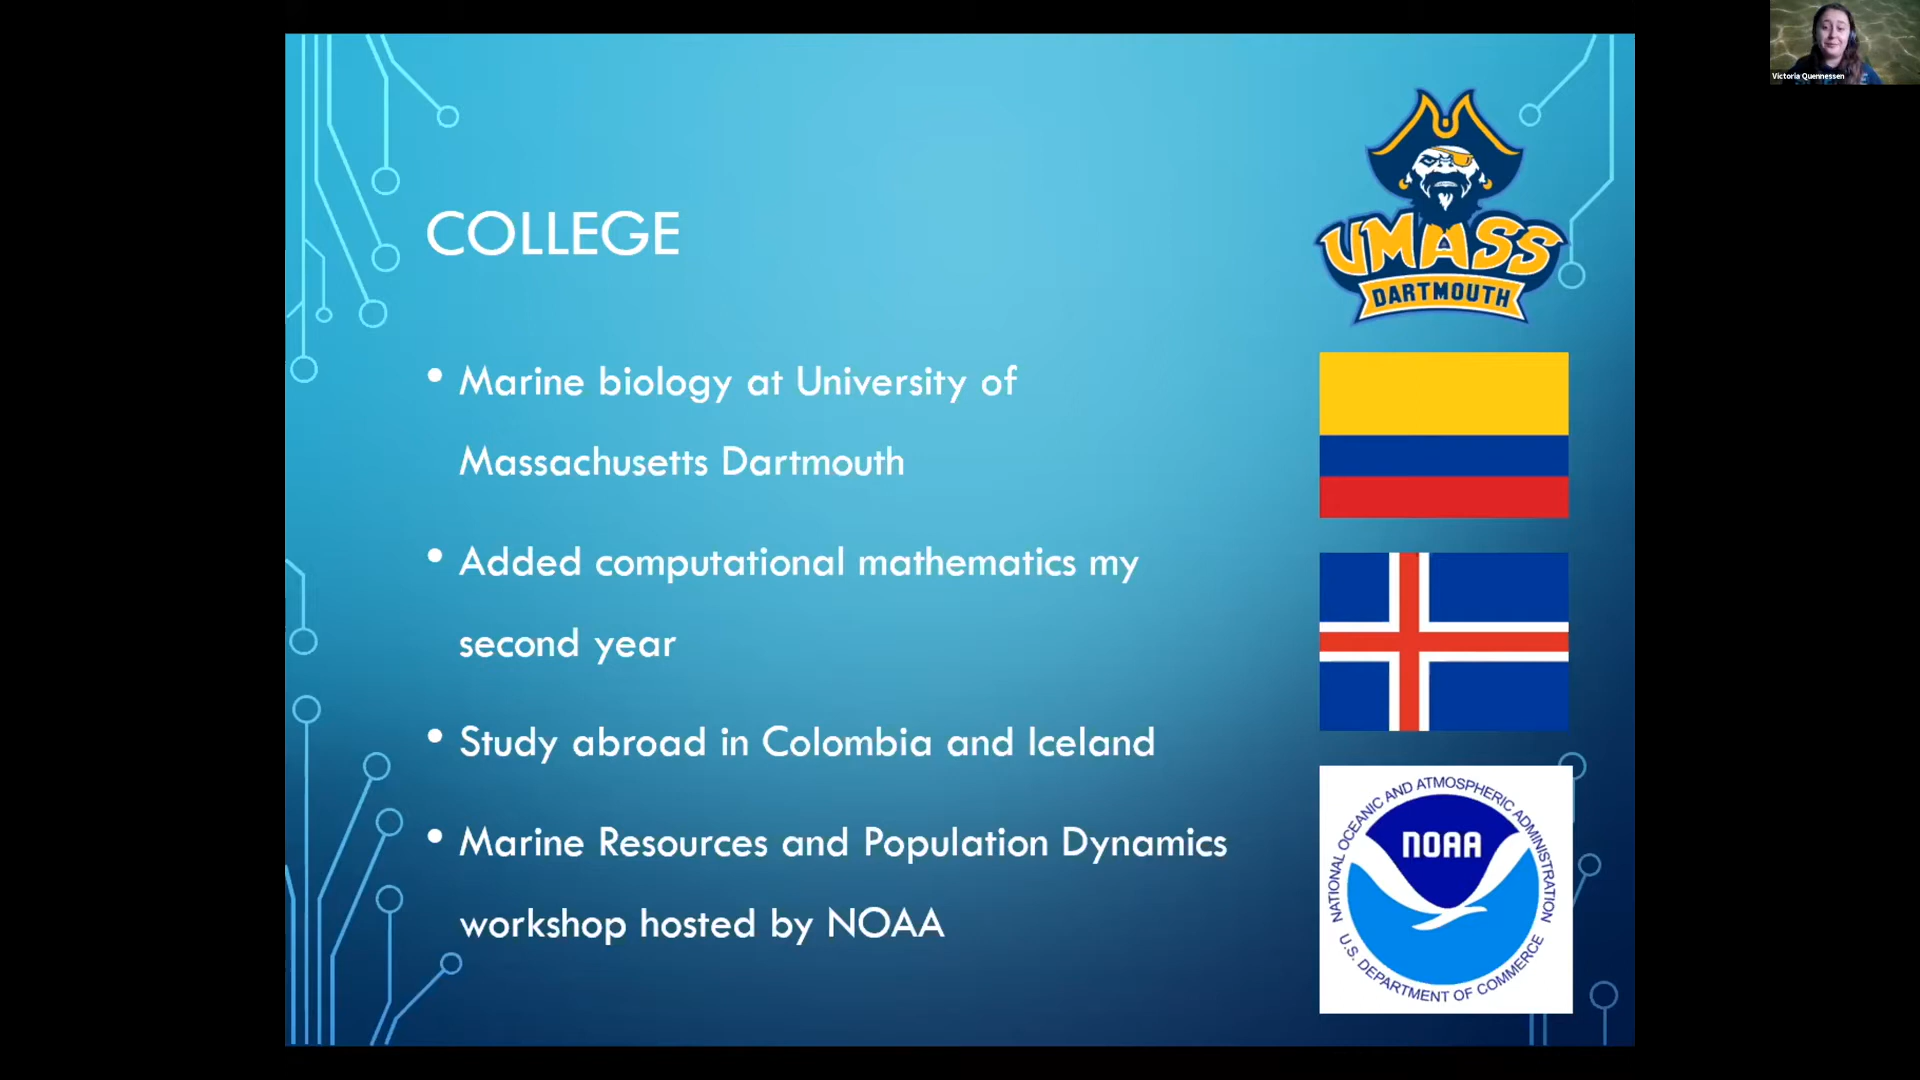 Victoria Quennessen
COLLEGE
• Marine biology at University of
Massachusetts Dartmouth
• Added computational mathematics my
second year
• Study abroad in Colombia and Iceland
• Marine Resources and Population Dynamics
workshop hosted by NOAA
UMASS
DARTMOUTH
NATIONAL OCEANIC AND ATMOSPHERIC ADMINISTRATION
NOAA
U.S. DEPARTMENT OF COMMERCE